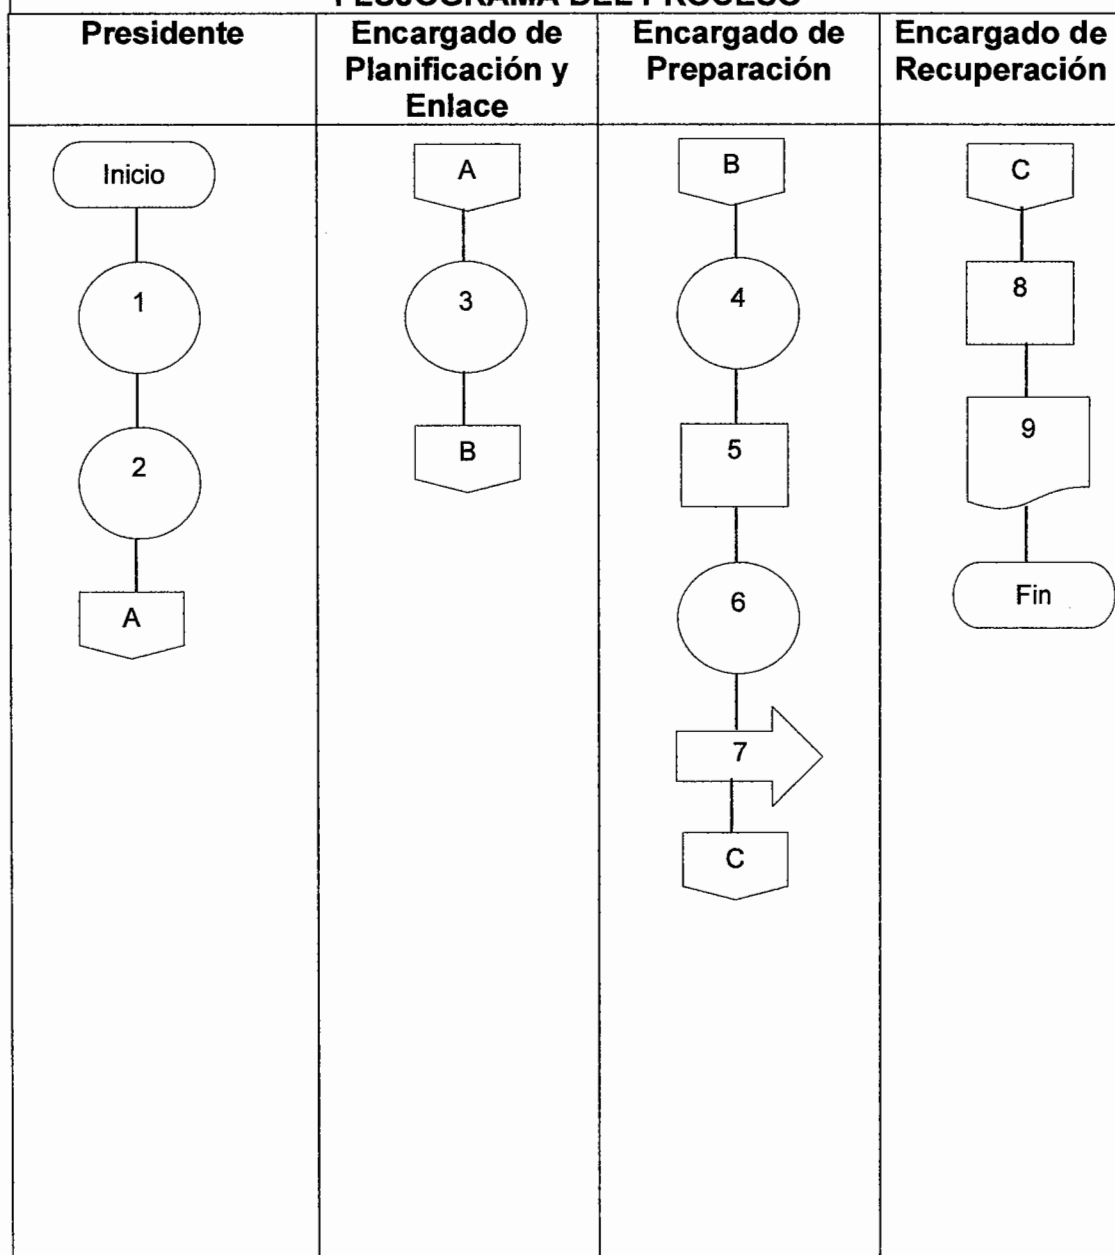 Presidente
Encargado de
Planificación y
Enlace
Encargado de
Preparación
Encargado de
Recuperación
Inicio
1
2
A
A
3
B
B
4
5
6
7
C
C
8
9
Fin